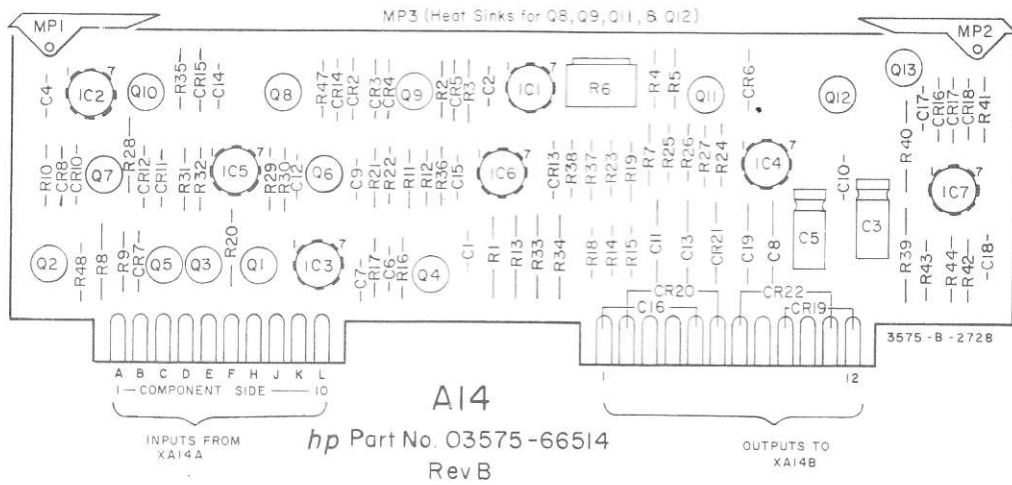 MP3 (Heat Sinks for Q8, Q9, Q11, & Q12)
MP1
MP2
C4
IC2
7
Q10
R35
CR15
C14
Q8
R47
CR14
CR2
CR3
CR4
Q9
R2
CR5
R3
C2
IC1
7
R6
R4
R5
Q11
CR6
Q12
Q13
C17
CR16
CR17
CR18
R41
R10
CR8
CR10
Q7
R28
CR12
CR11
R31
R32
IC5
7
R29
R30
C12
Q6
C9
R21
R22
R11
R12
R36
C15
IC6
7
CR13
R38
R37
R23
R19
R7
R25
R26
R27
R24
IC4
7
C10
R40
IC7
7
Q2
R48
R8
R9
CR7
Q5
Q3
R20
Q1
IC3
7
C7
R17
C6
R16
Q4
C1
R1
R13
R33
R34
R18
R14
R15
C11
C13
CR21
C19
C8
C5
C3
R39
R43
R44
R42
C18
CR20
CR22
C16
CR19
3575-B-2728
A B C D E F H J K L
1 COMPONENT SIDE 10
1
12
INPUTS FROM
XA14A
A14
hp Part No. 03575-66514
Rev B
OUTPUTS TO
XA14B